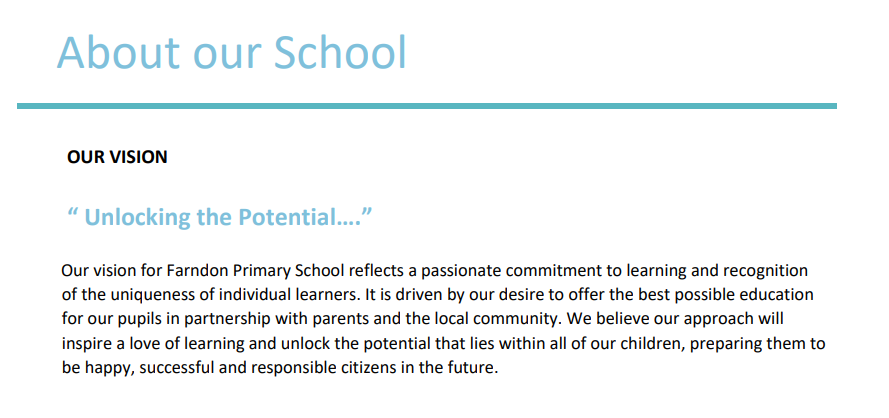 About our School
OUR VISION
“ Unlocking the Potential….”
Our vision for Farndon Primary School reflects a passionate commitment to learning and recognition
of the uniqueness of individual learners. It is driven by our desire to offer the best possible education
for our pupils in partnership with parents and the local community. We believe our approach will
inspire a love of learning and unlock the potential that lies within all of our children, preparing them to
be happy, successful and responsible citizens in the future.